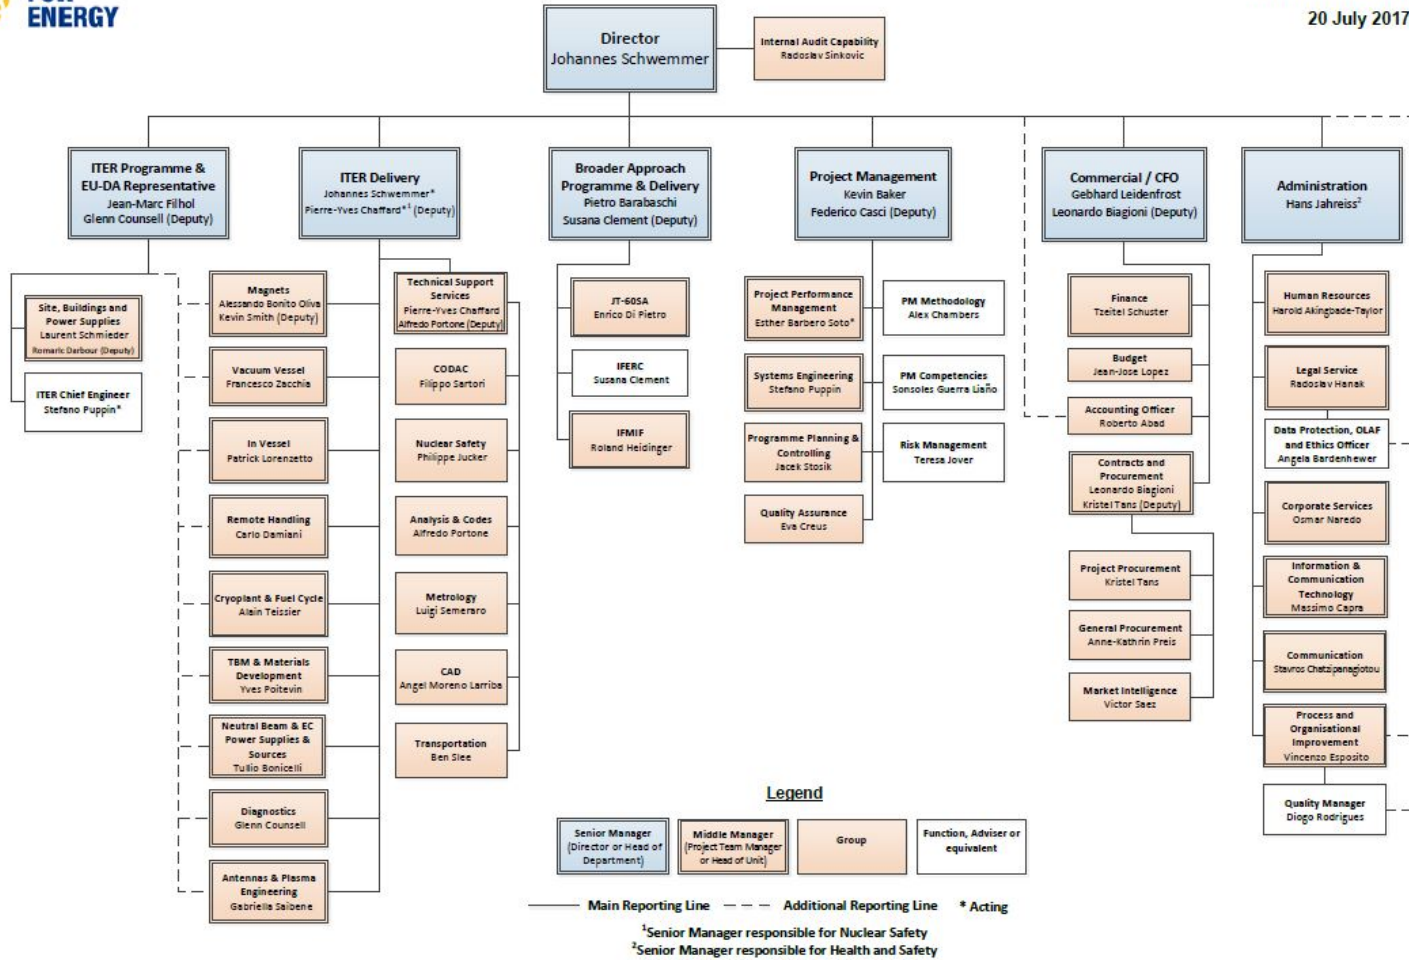 ENERGY
20 July 2017
Director
Johannes Schwemmer
Internal Audit Capability
Radoslav Sinkovic
ITER Programme &
EU-DA Representative
Jean-Marc Filhol
Glenn Counsell (Deputy)
ITER Delivery
Johannes Schwemmer*
Pierre-Yves Chaffard*¹ (Deputy)
Broader Approach
Programme & Delivery
Pietro Barabaschi
Susana Clement (Deputy)
Project Management
Kevin Baker
Federico Casci (Deputy)
Commercial / CFO
Gebhard Leidenfrost
Leonardo Biagioni (Deputy)
Administration
Hans Jahreiss²
Site, Buildings and
Power Supplies
Laurent Schmieder
Romaric Darbour (Deputy)
ITER Chief Engineer
Stefano Puppin*
Magnets
Alessando Bonito Oliva
Kevin Smith (Deputy)
Vacuum Vessel
Francesco Zacchia
In Vessel
Patrick Lorenzetto
Remote Handling
Carlo Damiani
Cryoplant & Fuel Cycle
Alain Teissier
TBM & Materials
Development
Yves Poitevin
Neutral Beam & EC
Power Supplies &
Sources
Tullio Bonicelli
Diagnostics
Glenn Counsell
Antennas & Plasma
Engineering
Gabriella Saibene
Technical Support
Services
Pierre-Yves Chaffard
Alfredo Portone (Deputy)
CODAC
Filippo Sartori
Nuclear Safety
Philippe Jucker
Analysis & Codes
Alfredo Portone
Metrology
Luigi Semeraro
CAD
Angel Moreno Larriba
Transportation
Ben Slee
JT-60SA
Enrico Di Pietro
IFERC
Susana Clement
IFMIF
Roland Heidinger
Project Performance
Management
Esther Barbero Soto*
Systems Engineering
Stefano Puppin
Programme Planning &
Controlling
Jacek Stosik
Quality Assurance
Eva Creus
PM Methodology
Alex Chambers
PM Competencies
Sonsoles Guerra Liaño
Risk Management
Teresa Jover
Finance
Tzeitel Schuster
Budget
Jean-Jose Lopez
Accounting Officer
Roberto Abad
Contracts and
Procurement
Leonardo Biagioni
Kristel Tans (Deputy)
Project Procurement
Kristel Tans
General Procurement
Anne-Kathrin Preis
Market Intelligence
Victor Saez
Human Resources
Harold Akingbade-Taylor
Legal Service
Radoslav Hanak
Data Protection, OLAF
and Ethics Officer
Angela Bardenhewer
Corporate Services
Osmar Naredo
Information &
Communication
Technology
Massimo Capra
Communication
Stavros Chatzipanagiotou
Process and
Organisational
Improvement
Vincenzo Esposito
Quality Manager
Diogo Rodrigues
Legend
Senior Manager
(Director or Head of
Department)
Middle Manager
(Project Team Manager
or Head of Unit)
Group
Function, Adviser or
equivalent
Main Reporting Line
Additional Reporting Line
* Acting
¹Senior Manager responsible for Nuclear Safety
²Senior Manager responsible for Health and Safety